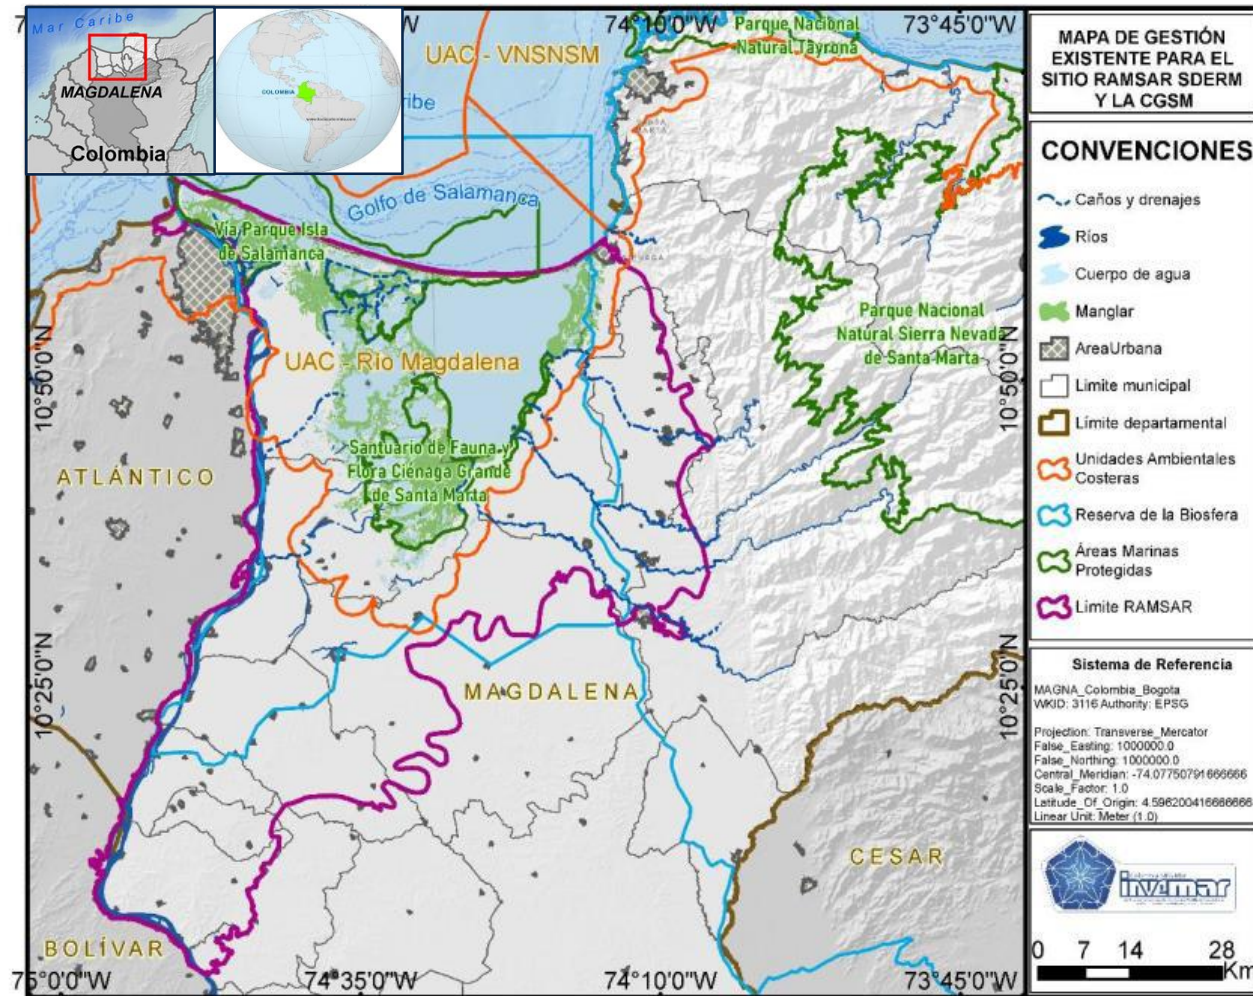 Mar Caribe
MAGDALENA
Colombia
COLOMBIA
74°10'0"W
73°45'0"W
UAC - VNSNSM
Parque Nacional
Natural Tayrona
ribe
Golfo de Salamanca
Vía Parque Isla
de Salamanca
Parque Nacional
Natural Sierra Nevada
de Santa Marta
UAC - Río Magdalena
10°50'0"N
10°50'0"N
Santuario de Fauna y
Flora Ciénaga Grande
de Santa Marta
ATLÁNTICO
10°25'0"N
10°25'0"N
MAGDALENA
CESAR
BOLÍVAR
75°0'0"W
74°35'0"W
74°10'0"W
73°45'0"W
MAPA DE GESTIÓN
EXISTENTE PARA EL
SITIO RAMSAR SDERM
Y LA CGSM
CONVENCIONES
Caños y drenajes
Ríos
Cuerpo de agua
Manglar
AreaUrbana
Limite municipal
Límite departamental
Unidades Ambientales
Costeras
Reserva de la Biosfera
Áreas Marinas
Protegidas
Limite RAMSAR
Sistema de Referencia
MAGNA_Colombia_Bogota
WKID: 3116 Authority: EPSG
Projection: Transverse_Mercator
False_Easting: 1000000.0
False_Northing: 1000000.0
Central_Meridian: -74.07750791666666
Scale_Factor: 1.0
Latitude_Of_Origin: 4.596200416666666
Linear Unit: Meter (1.0)
invemar
0 7 14 28
Km